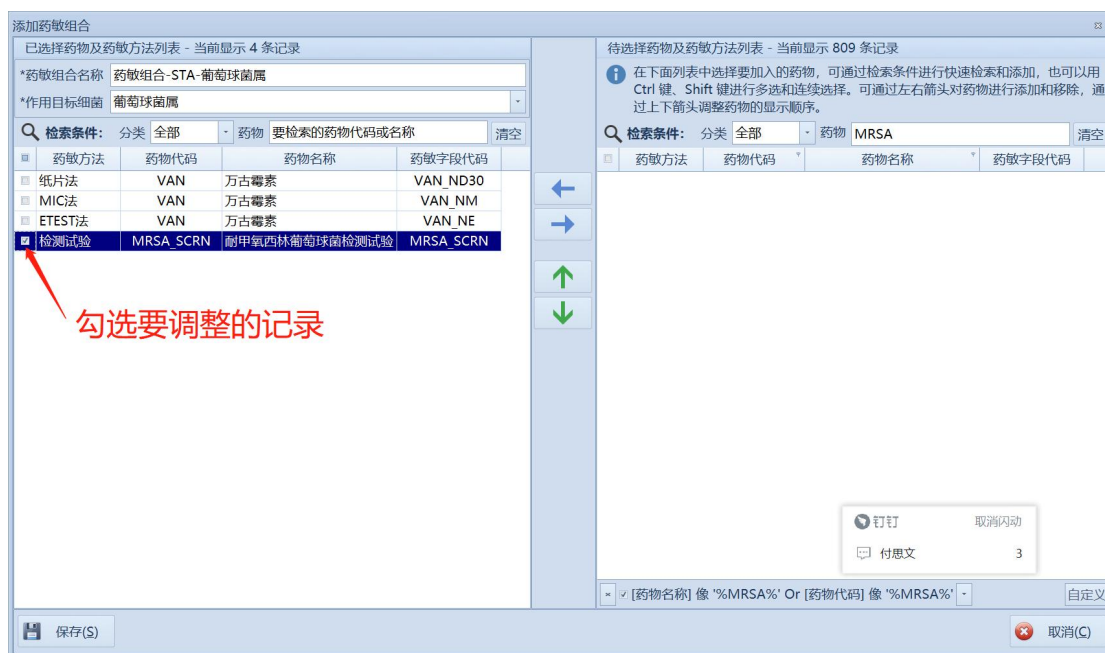 添加药敏组合
已选择药物及药敏方法列表 - 当前显示 4 条记录
*药敏组合名称 药敏组合-STA-葡萄球菌属
*作用目标细菌 葡萄球菌属
检索条件: 分类 全部 药物 要检索的药物代码或名称 清空
药敏方法 药物代码 药物名称 药敏字段代码
纸片法 VAN 万古霉素 VAN_ND30
MIC法 VAN 万古霉素 VAN_NM
ETEST法 VAN 万古霉素 VAN_NE
检测试验 MRSA_SCRN 耐甲氧西林葡萄球菌检测试验 MRSA_SCRN
勾选要调整的记录
待选择药物及药敏方法列表 - 当前显示 809 条记录
在下面列表中选择要加入的药物，可通过检索条件进行快速检索和添加，也可以用
Ctrl 键、Shift 键进行多选和连续选择。可通过左右箭头对药物进行添加和移除，通
过上下箭头调整药物的显示顺序。
检索条件: 分类 全部 药物 MRSA 清空
药敏方法 药物代码 药物名称 药敏字段代码
钉钉 取消闪动
付思文 3
[药物名称] 像 '%MRSA%' Or [药物代码] 像 '%MRSA%' 自定义
保存(S) 取消(C)